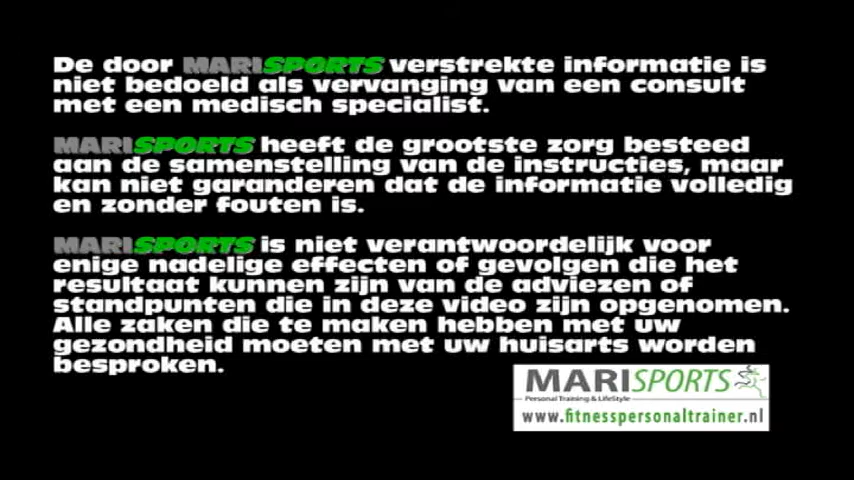 De door MARISPORTS verstrekte informatie is
niet bedoeld als vervanging van een consult
met een medisch specialist.
MARISPORTS heeft de grootste zorg besteed
aan de samenstelling van de instructies, maar
kan niet garanderen dat de informatie volledig
en zonder fouten is.
MARISPORTS is niet verantwoordelijk voor
enige nadelige effecten of gevolgen die het
resultaat kunnen zijn van de adviezen of
standpunten die in deze video zijn opgenomen.
Alle zaken die te maken hebben met uw
gezondheid moeten met uw huisarts worden
besproken.
MARISPORTS
Personal Training & LifeStyle
www.fitnesspersonaltrainer.nl